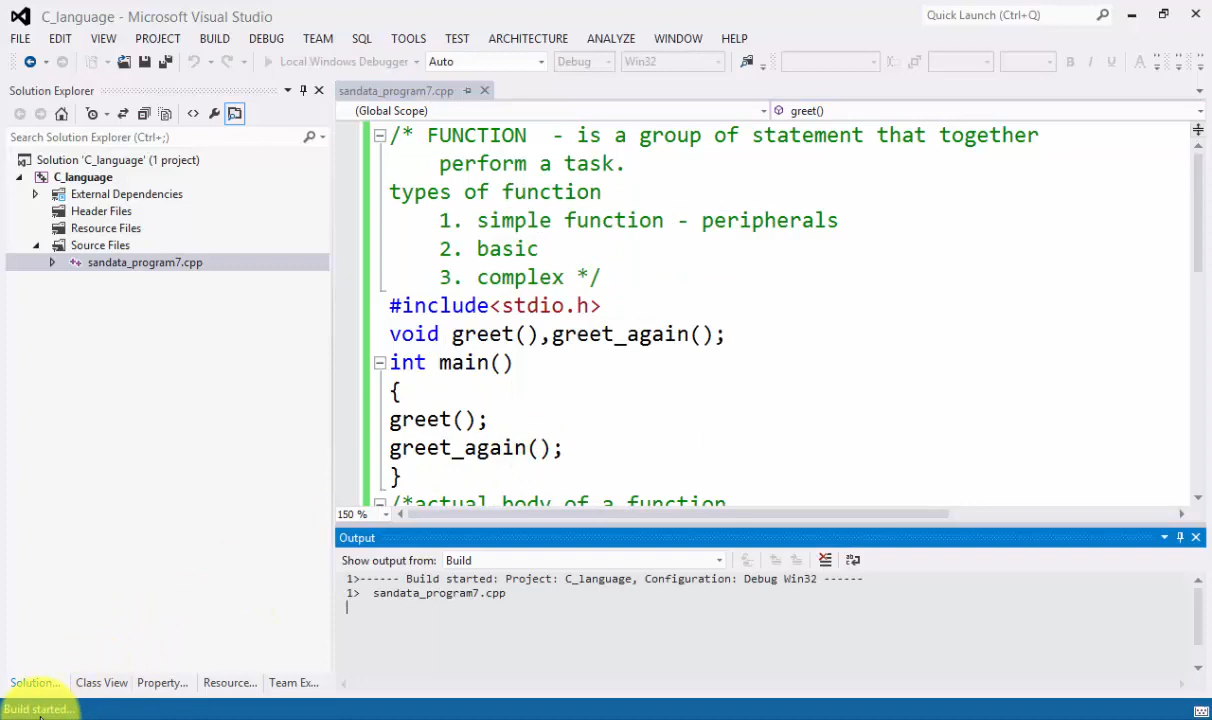 C_language - Microsoft Visual Studio
Quick Launch (Ctrl+Q)
FILE EDIT VIEW PROJECT BUILD DEBUG TEAM SQL TOOLS TEST ARCHITECTURE ANALYZE WINDOW HELP
Local Windows Debugger Auto Debug Win32 B I U A
Solution Explorer
sandata_program7.cpp
(Global Scope) greet()
Search Solution Explorer (Ctrl+;)
Solution 'C_language' (1 project)
C_language
External Dependencies
Header Files
Resource Files
Source Files
sandata_program7.cpp
/* FUNCTION  - is a group of statement that together
perform a task.
types of function
1. simple function - peripherals
2. basic
3. complex */
#include<stdio.h>
void greet(),greet_again();
int main()
{
greet();
greet_again();
}
/*actual body of a function
150 %
Output
Show output from: Build
1>------ Build started: Project: C_language, Configuration: Debug Win32 ------
1>  sandata_program7.cpp
Solution... Class View Property... Resource... Team Ex...
Build started...